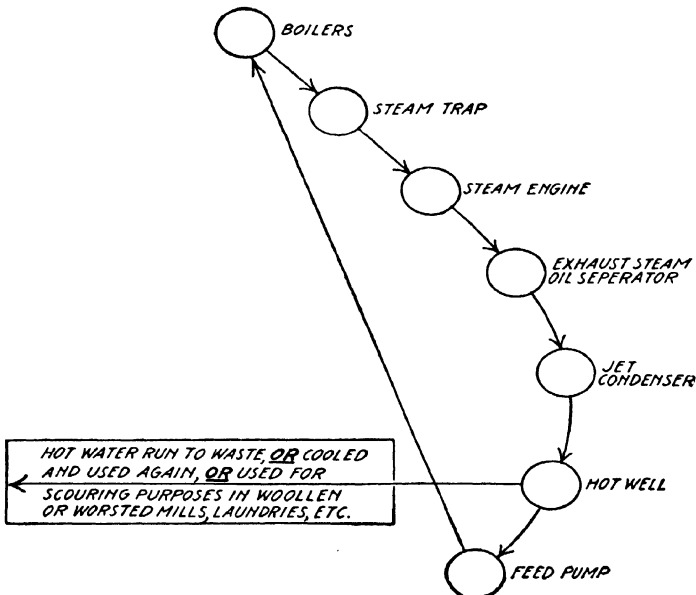 BOILERS
STEAM TRAP
STEAM ENGINE
EXHAUST STEAM
OIL SEPERATOR
JET
CONDENSER
HOT WATER RUN TO WASTE, OR COOLED
AND USED AGAIN, OR USED FOR
SCOURING PURPOSES IN WOOLLEN
OR WORSTED MILLS, LAUNDRIES, ETC.
HOT WELL
FEED PUMP